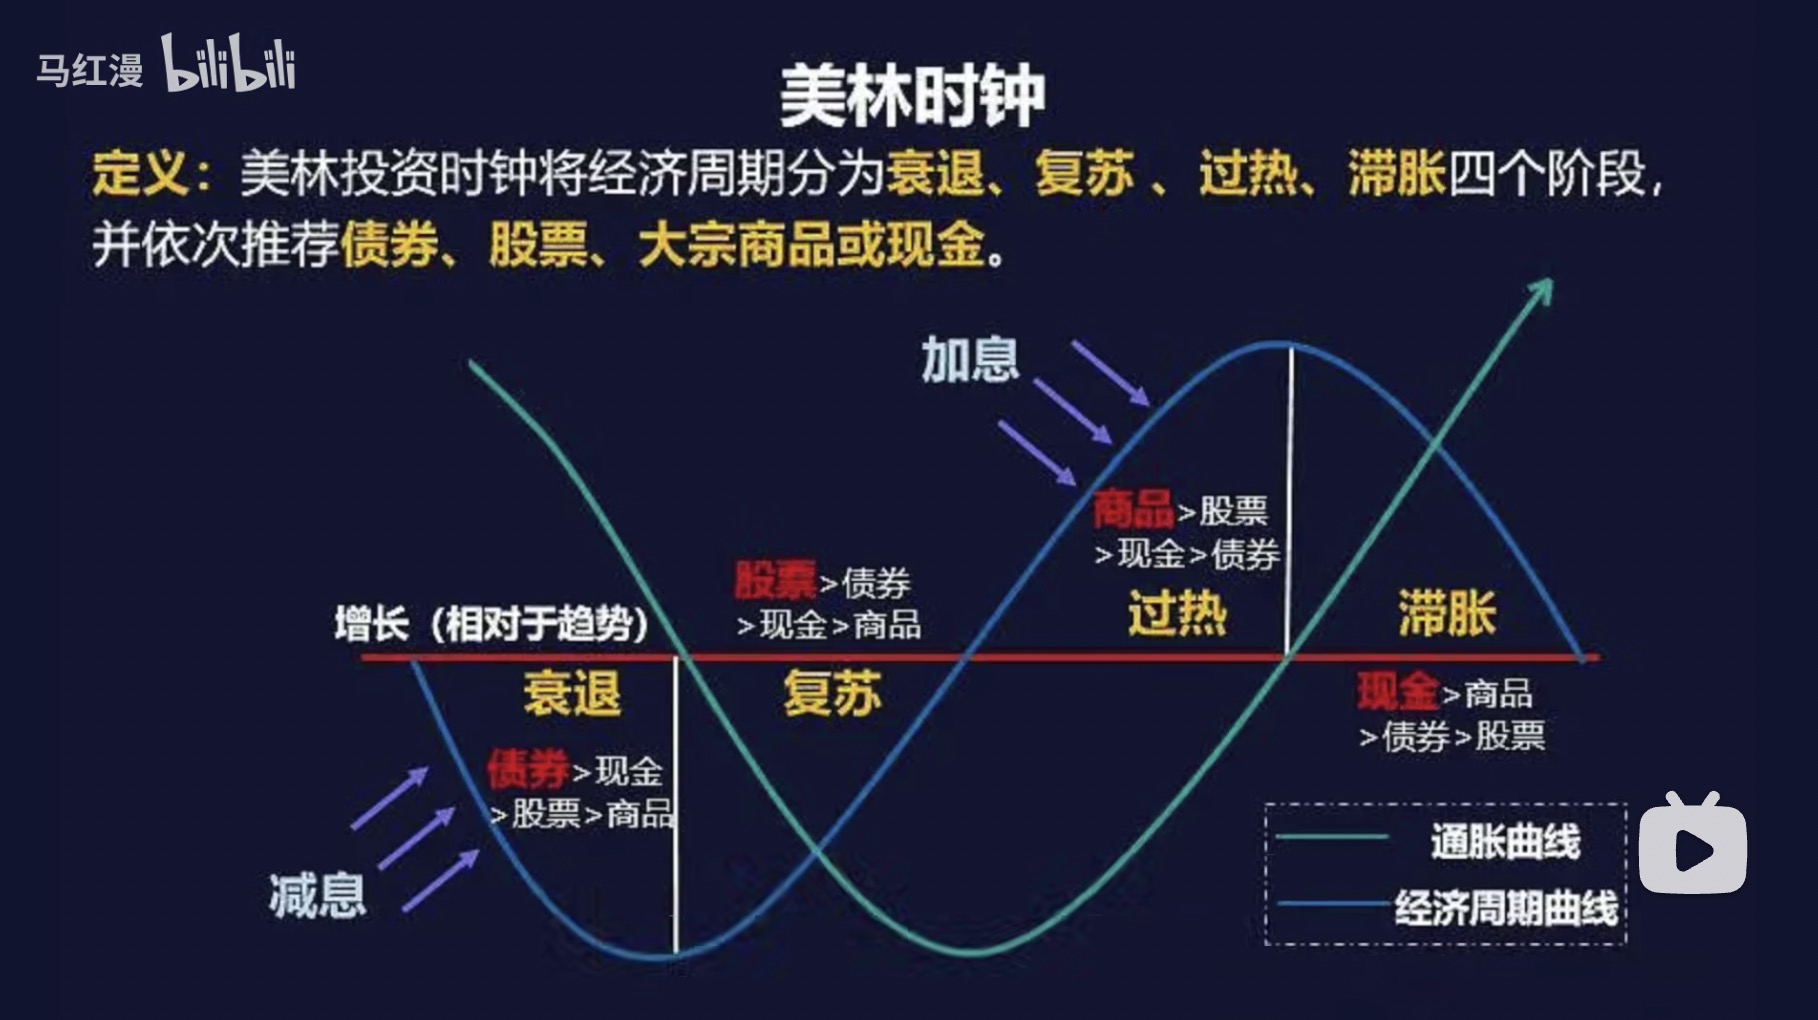 马红漫 bilibili
美林时钟
定义：美林投资时钟将经济周期分为衰退、复苏、过热、滞胀四个阶段，
并依次推荐债券、股票、大宗商品或现金。
加息
商品>股票
>现金>债券
过热
滞胀
股票>债券
>现金>商品
增长（相对于趋势）
衰退
复苏
现金>商品
>债券>股票
债券>现金
>股票>商品
减息
通胀曲线
经济周期曲线